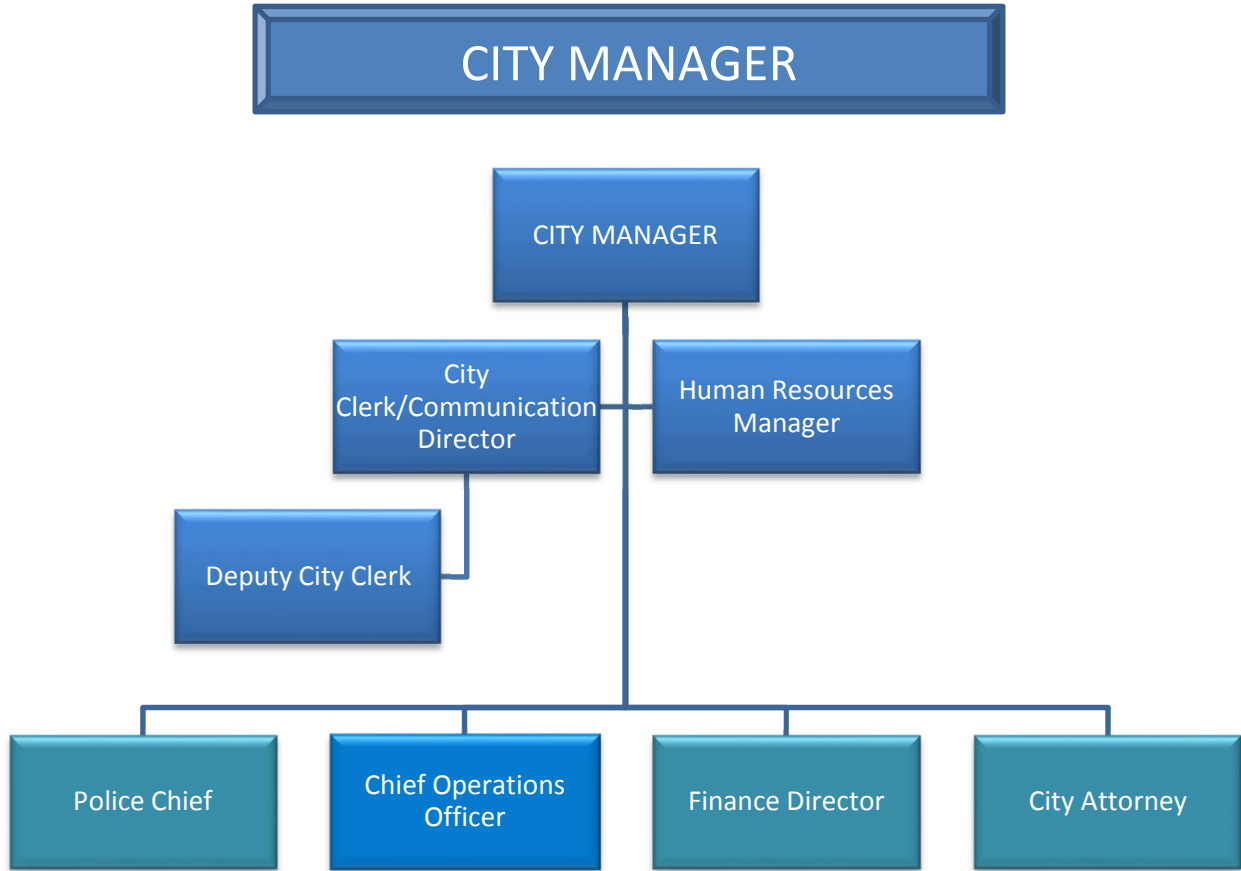 CITY MANAGER
CITY MANAGER
City
Clerk/Communication
Director
Human Resources
Manager
Deputy City Clerk
Police Chief
Chief Operations
Officer
Finance Director
City Attorney